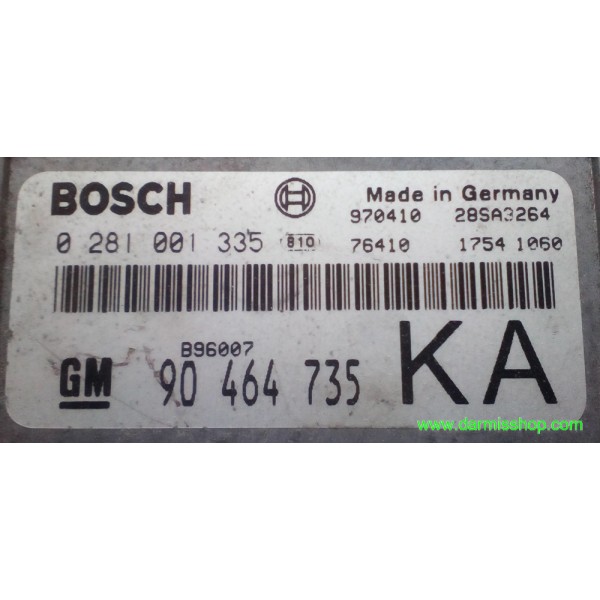 BOSCH Made in Germany
970410 28SA3264
0 281 001 335 810 76410 1754 1060
B96007
GM 90 464 735 KA
www.darmisshop.com